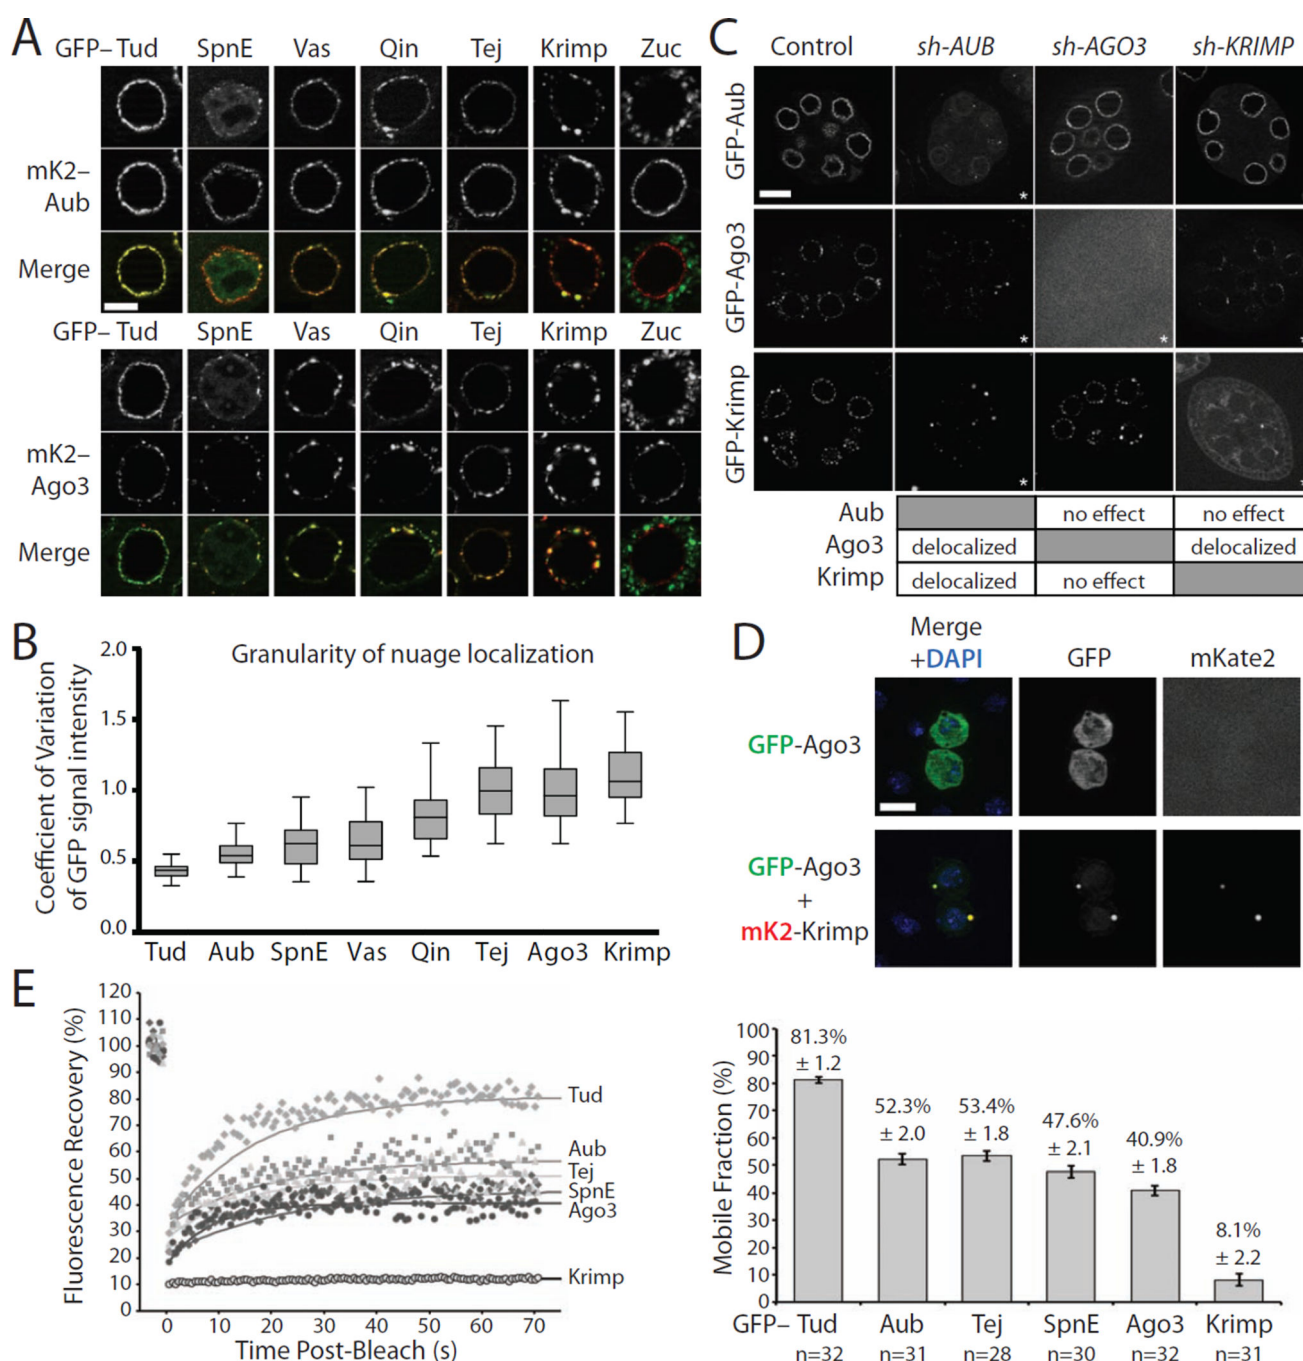 A
GFP– Tud SpnE Vas Qin Tej Krimp Zuc
mK2–
Aub
Merge
GFP– Tud SpnE Vas Qin Tej Krimp Zuc
mK2–
Ago3
Merge
B
Granularity of nuage localization
Coefficient of Variation
of GFP signal intensity
2.0
1.5
1.0
0.5
0.0
Tud Aub SpnE Vas Qin Tej Ago3 Krimp
C
Control sh-AUB sh-AGO3 sh-KRIMP
GFP-Aub
*
GFP-Ago3
* * *
GFP-Krimp
* *
Aub no effect no effect
Ago3 delocalized delocalized
Krimp delocalized no effect
D
Merge
+DAPI GFP mKate2
GFP-Ago3
GFP-Ago3
+
mK2-Krimp
E
Fluorescence Recovery (%)
120
110
100
90
80
70
60
50
40
30
20
10
0
Tud
Aub
Tej
SpnE
Ago3
Krimp
0 10 20 30 40 50 60 70
Time Post-Bleach (s)
Mobile Fraction (%)
100
90
80
70
60
50
40
30
20
10
0
81.3%
± 1.2
52.3%
± 2.0
53.4%
± 1.8
47.6%
± 2.1
40.9%
± 1.8
8.1%
± 2.2
GFP– Tud Aub Tej SpnE Ago3 Krimp
n=32 n=31 n=28 n=30 n=32 n=31